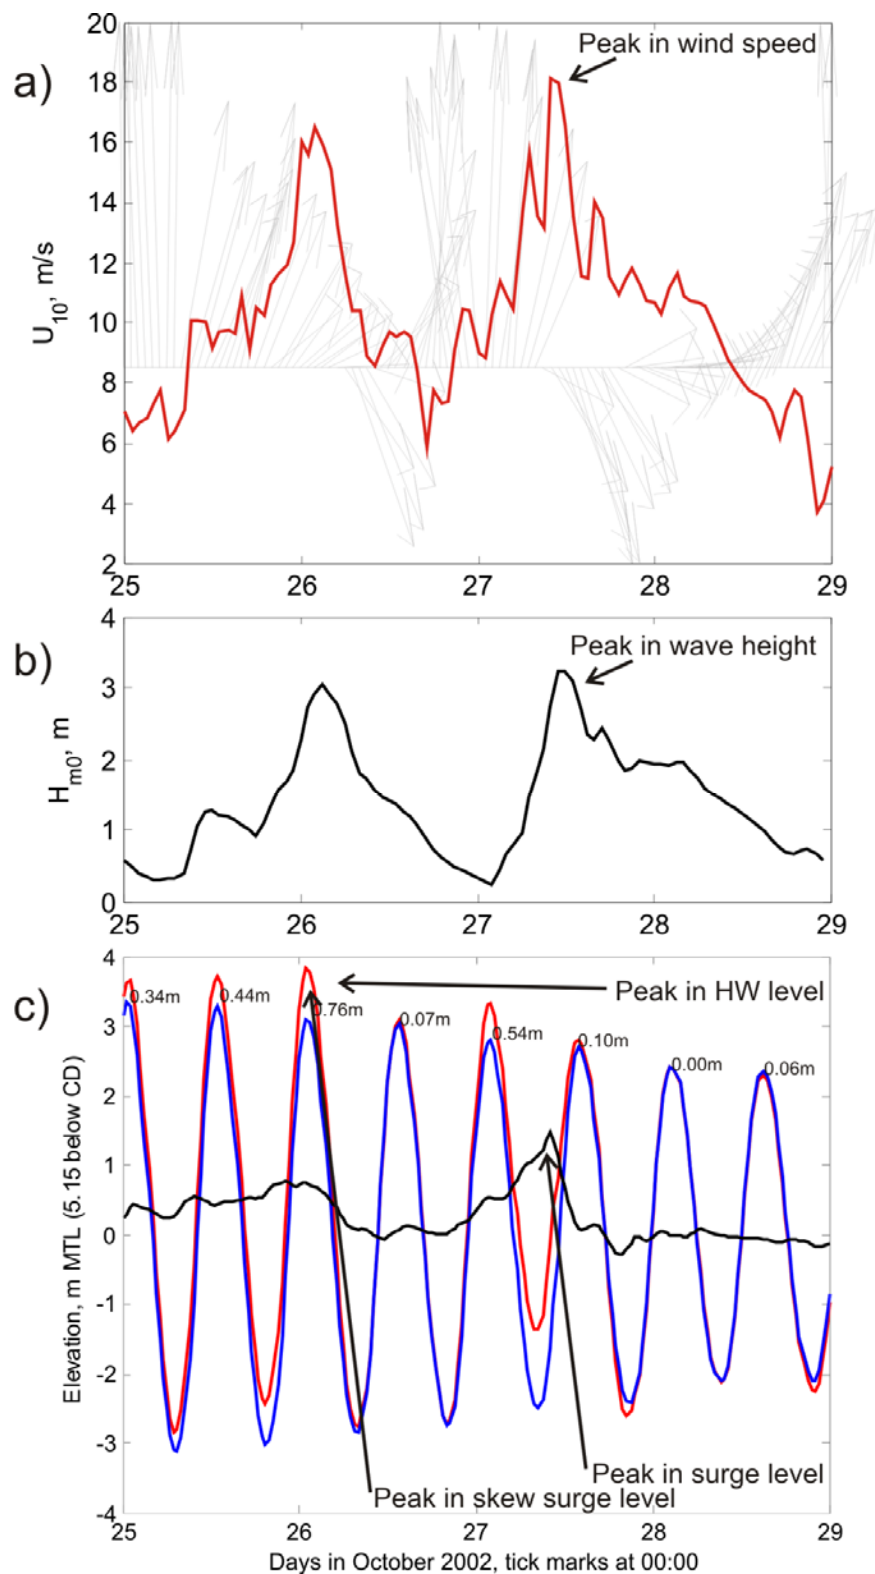 a)
Peak in wind speed
U10, m/s
20
18
16
14
12
10
8
6
4
2
25 26 27 28 29
b)
Peak in wave height
Hm0, m
4
3
2
1
0
25 26 27 28 29
c)
0.34m 0.44m 0.76m 0.07m 0.54m 0.10m 0.00m 0.06m
Peak in HW level
Elevation, m MTL (5.15 below CD)
4
3
2
1
0
-1
-2
-3
-4
Peak in surge level
Peak in skew surge level
25 26 27 28 29
Days in October 2002, tick marks at 00:00